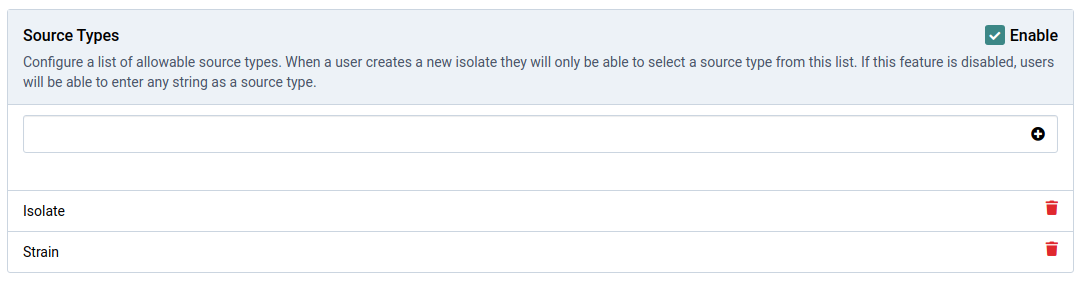 Source Types
Enable
Configure a list of allowable source types. When a user creates a new isolate they will only be able to select a source type from this list. If this feature is disabled, users
will be able to enter any string as a source type.
Isolate
Strain